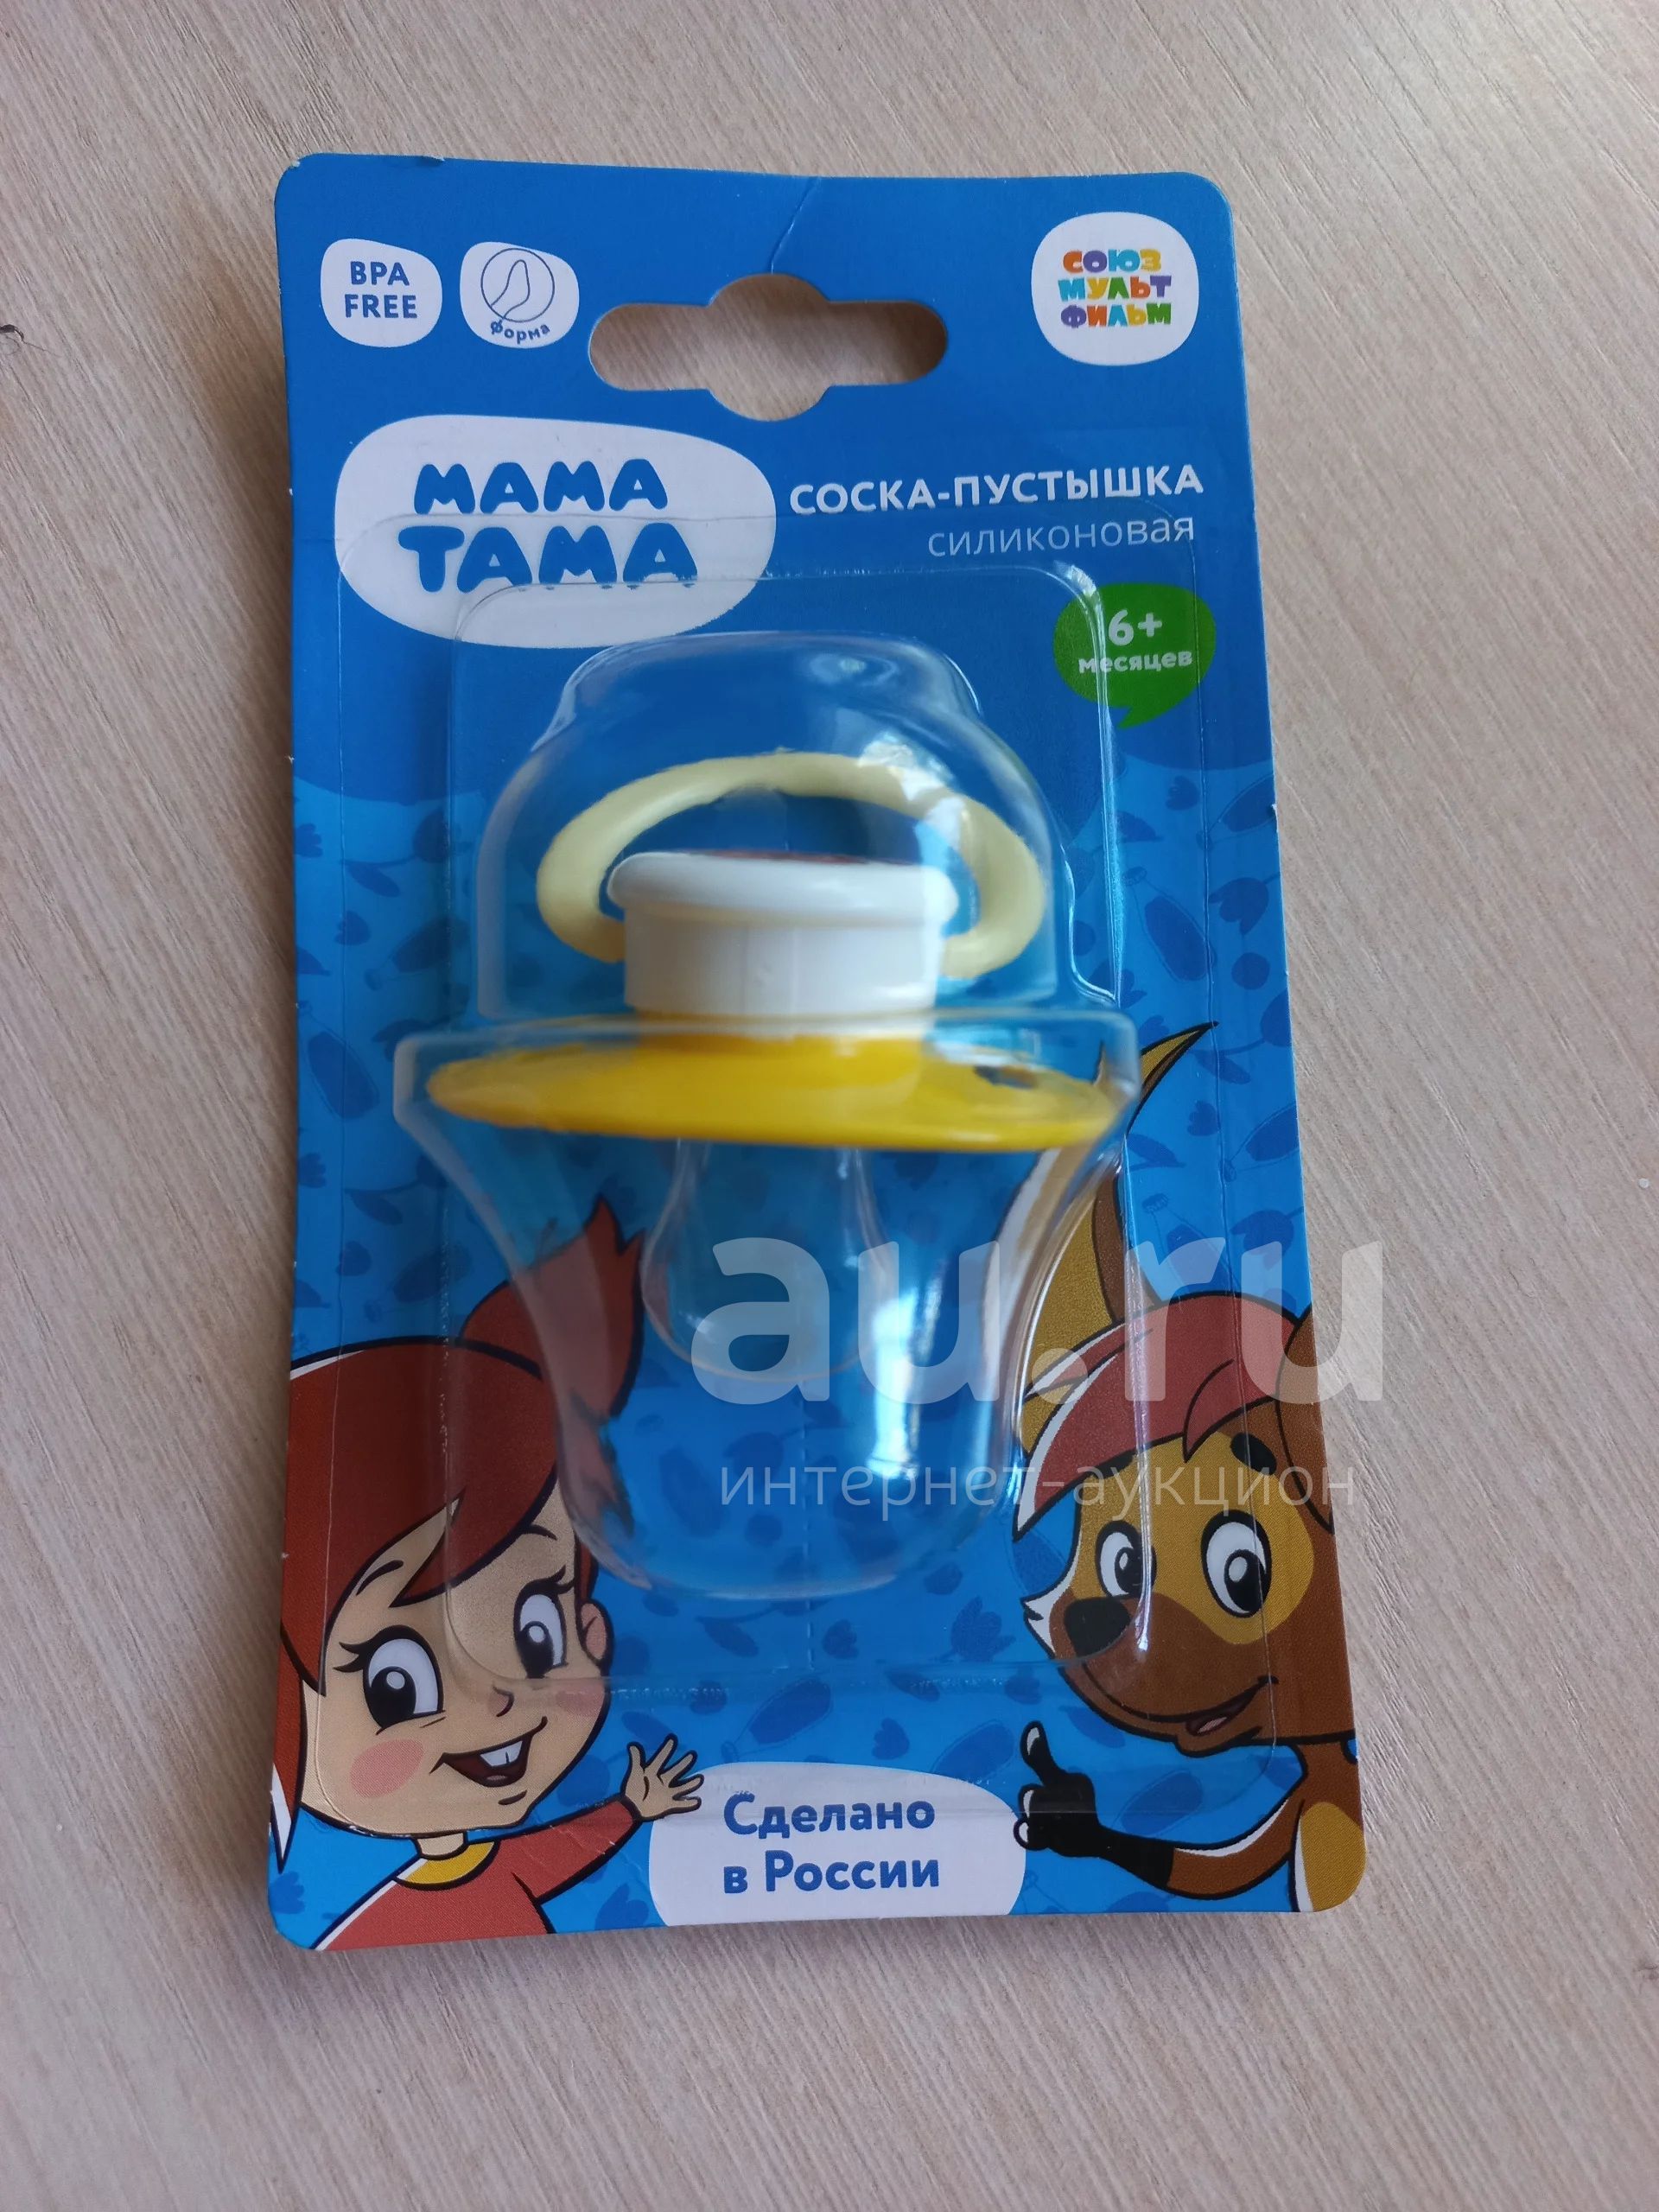 BPA
FREE
форма
СОЮЗ
МУЛЬТ
ФИЛЬМ
МАМА
ТАМА
СОСКА-ПУСТЫШКА
силиконовая
6+
месяцев
au.ru
интернет-аукцион
Сделано
в России